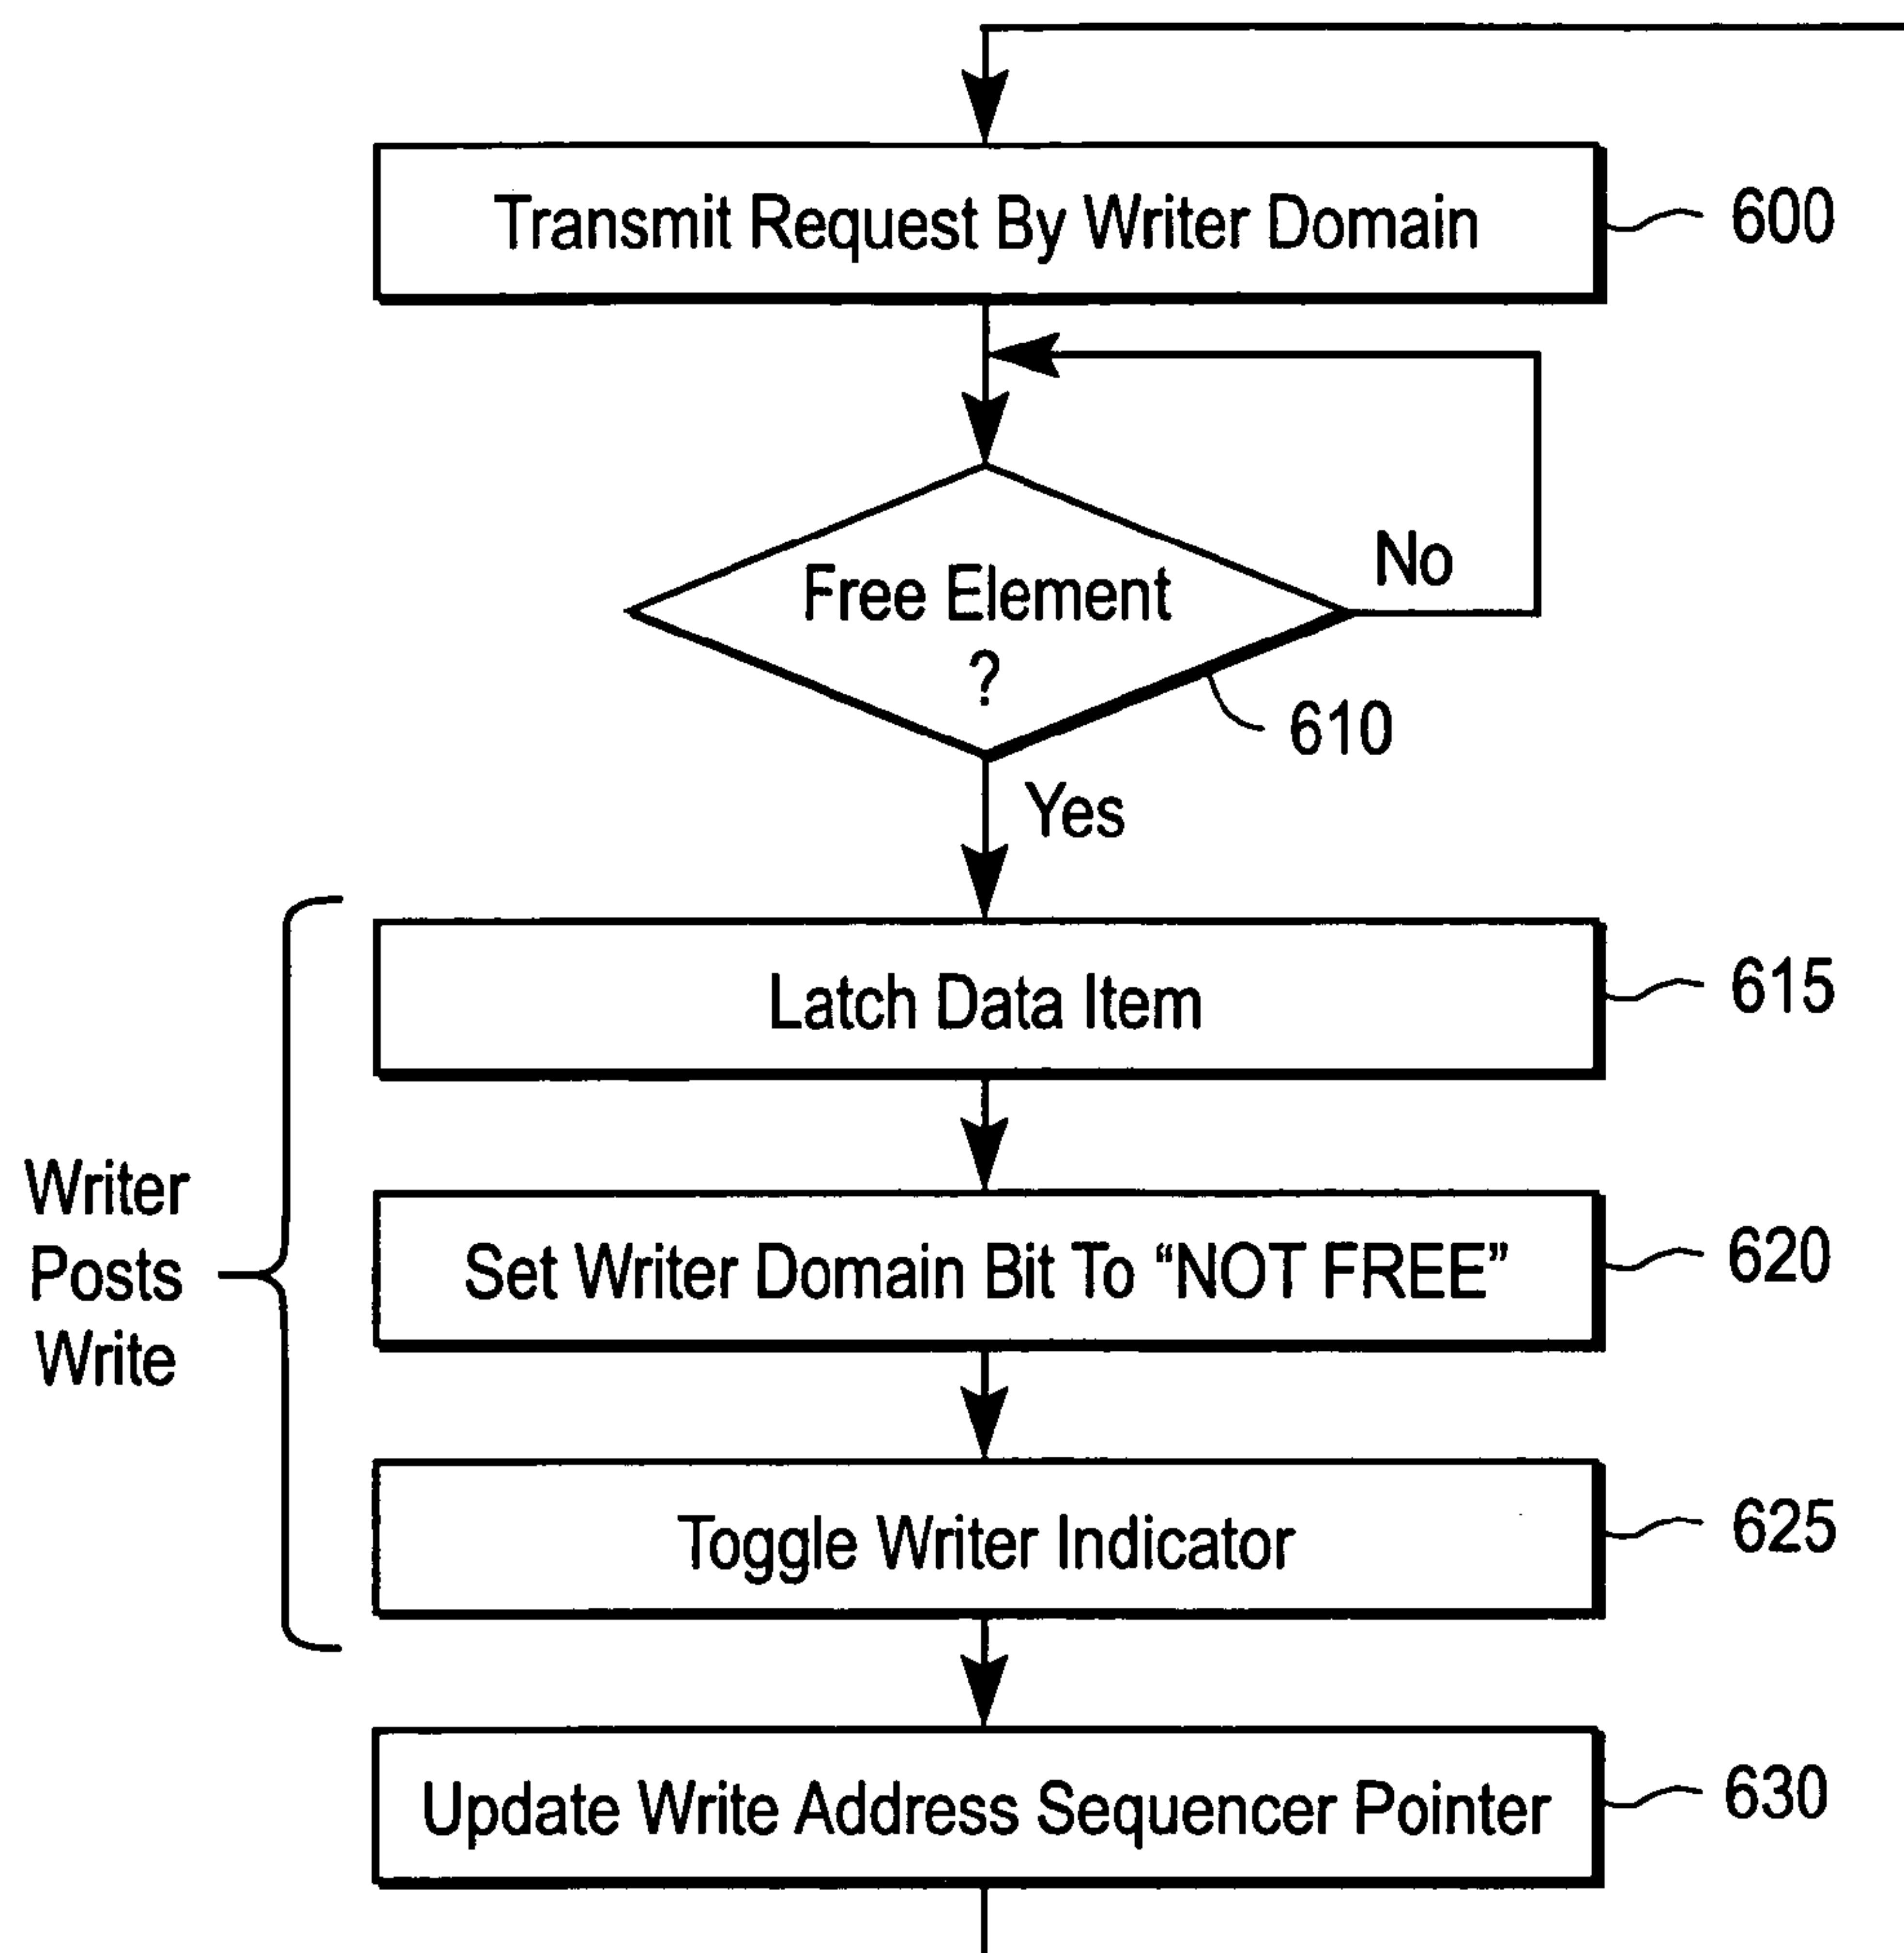 Transmit Request By Writer Domain
600
No
Free Element
?
610
Yes
Latch Data Item
615
Writer
Posts
Write
Set Writer Domain Bit To “NOT FREE”
620
Toggle Writer Indicator
625
Update Write Address Sequencer Pointer
630